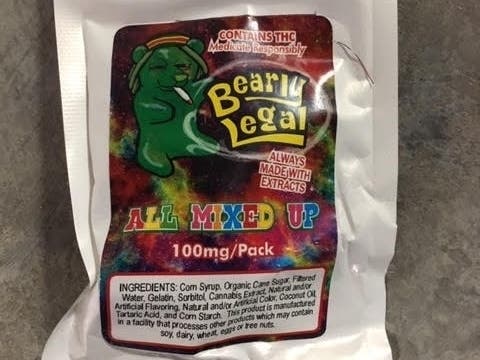 CONTAINS THC
Medicate Responsibly
Bearly
Legal
ALWAYS
MADE WITH
EXTRACTS
ALL MIXED UP
100mg/Pack
INGREDIENTS: Corn Syrup, Organic Cane Sugar, Filtered
Water, Gelatin, Sorbitol, Cannabis Extract, Natural and/or
Artificial Flavoring, Natural and/or Artificial Color, Coconut Oil,
Tartaric Acid, and Corn Starch. This product is manufactured
in a facility that processes other products which may contain
soy, dairy, wheat, eggs or tree nuts.